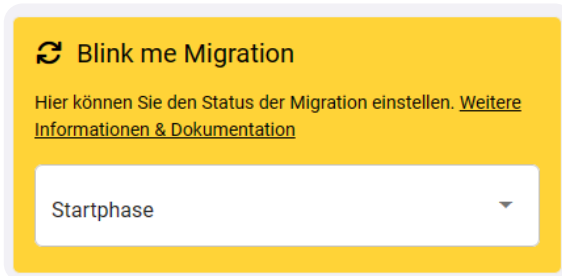 Blink me Migration
Hier können Sie den Status der Migration einstellen. Weitere
Informationen & Dokumentation
Startphase